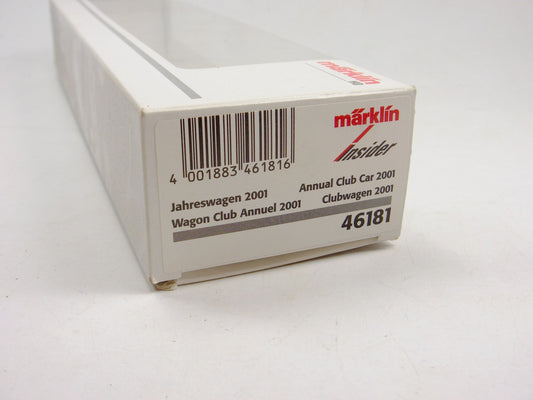 märklin
H0
märklin
Insider
4 001883 461816
Jahreswagen 2001
Annual Club Car 2001
Wagon Club Annuel 2001
Clubwagen 2001
46181